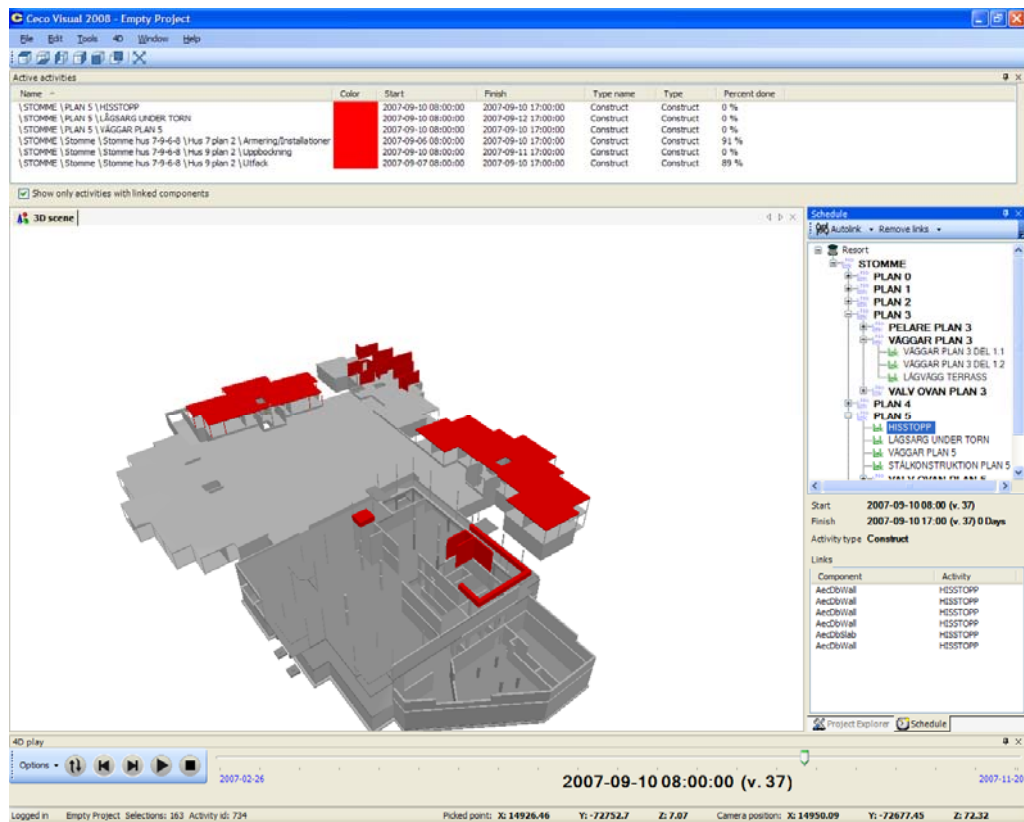 Ceco Visual 2008 - Empty Project
File Edit Tools 4D Window Help
Active activities
Name Color Start Finish Type name Type Percent done
\STOMME \PLAN 5 \HISSTOPP 2007-09-10 08:00:00 2007-09-10 17:00:00 Construct Construct 0 %
\STOMME \PLAN 5 \LÅGSARG UNDER TORN 2007-09-10 08:00:00 2007-09-12 17:00:00 Construct Construct 0 %
\STOMME \PLAN 5 \VÄGGAR PLAN 5 2007-09-10 08:00:00 2007-09-10 17:00:00 Construct Construct 0 %
\STOMME \Stomme \Stomme hus 7-9-6-8 \Hus 7 plan 2 \Armering/Installationer 2007-09-06 08:00:00 2007-09-10 17:00:00 Construct Construct 91 %
\STOMME \Stomme \Stomme hus 7-9-6-8 \Hus 9 plan 2 \Uppbockning 2007-09-10 08:00:00 2007-09-11 17:00:00 Construct Construct 0 %
\STOMME \Stomme \Stomme hus 7-9-6-8 \Hus 9 plan 2 \Utfack 2007-09-07 08:00:00 2007-09-10 17:00:00 Construct Construct 89 %
Show only activities with linked components
3D scene
Schedule
Autolink Remove links
Resort
STOMME
PLAN 0
PLAN 1
PLAN 2
PLAN 3
PELARE PLAN 3
VÄGGAR PLAN 3
VÄGGAR PLAN 3 DEL 1.1
VÄGGAR PLAN 3 DEL 1.2
LÅGVÄGG TERRASS
VALV OVAN PLAN 3
PLAN 4
PLAN 5
HISSTOPP
LÅGSARG UNDER TORN
VÄGGAR PLAN 5
STÅLKONSTRUKTION PLAN 5
VALV OVAN PLAN 5
Start 2007-09-10 08:00 (v. 37)
Finish 2007-09-10 17:00 (v. 37) 0 Days
Activity type Construct
Links
Component Activity
AecDbWall HISSTOPP
AecDbWall HISSTOPP
AecDbWall HISSTOPP
AecDbWall HISSTOPP
AecDbSlab HISSTOPP
AecDbWall HISSTOPP
Project Explorer Schedule
4D play
Options
2007-02-26
2007-09-10 08:00:00 (v. 37)
2007-11-20
Logged in Empty Project Selections: 163 Activity id: 734 Picked point: X: 14926.46 Y: -72752.7 Z: 7.07 Camera position: X: 14950.09 Y: -72677.45 Z: 72.32